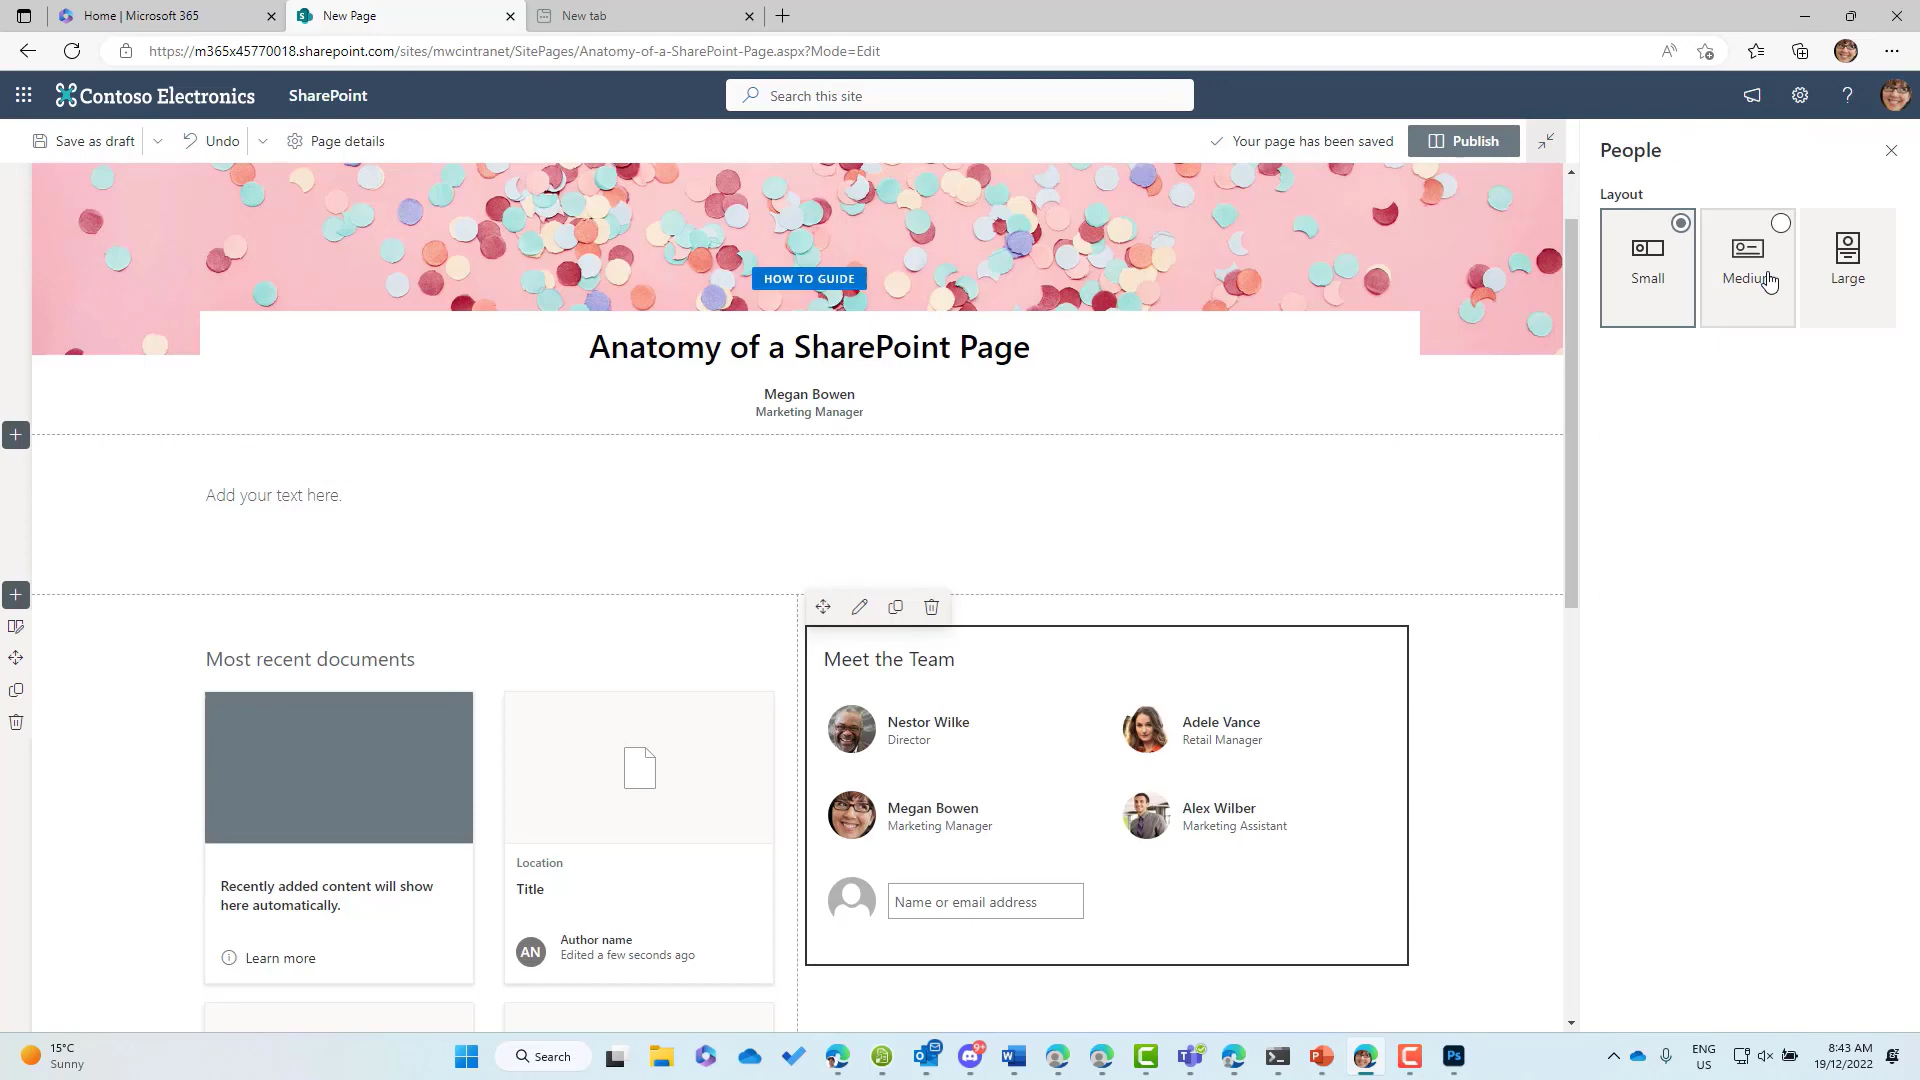 Home | Microsoft 365
New Page
New tab
https://m365x45770018.sharepoint.com/sites/mwcintranet/SitePages/Anatomy-of-a-SharePoint-Page.aspx?Mode=Edit
Contoso Electronics
SharePoint
Search this site
Save as draft
Undo
Page details
Your page has been saved
Publish
People
Layout
Small
Medium
Large
HOW TO GUIDE
Anatomy of a SharePoint Page
Megan Bowen
Marketing Manager
Add your text here.
Most recent documents
Recently added content will show
here automatically.
Learn more
Location
Title
AN
Author name
Edited a few seconds ago
Meet the Team
Nestor Wilke
Director
Adele Vance
Retail Manager
Megan Bowen
Marketing Manager
Alex Wilber
Marketing Assistant
Name or email address
15°C
Sunny
Search
9+
ENG
US
8:43 AM
19/12/2022